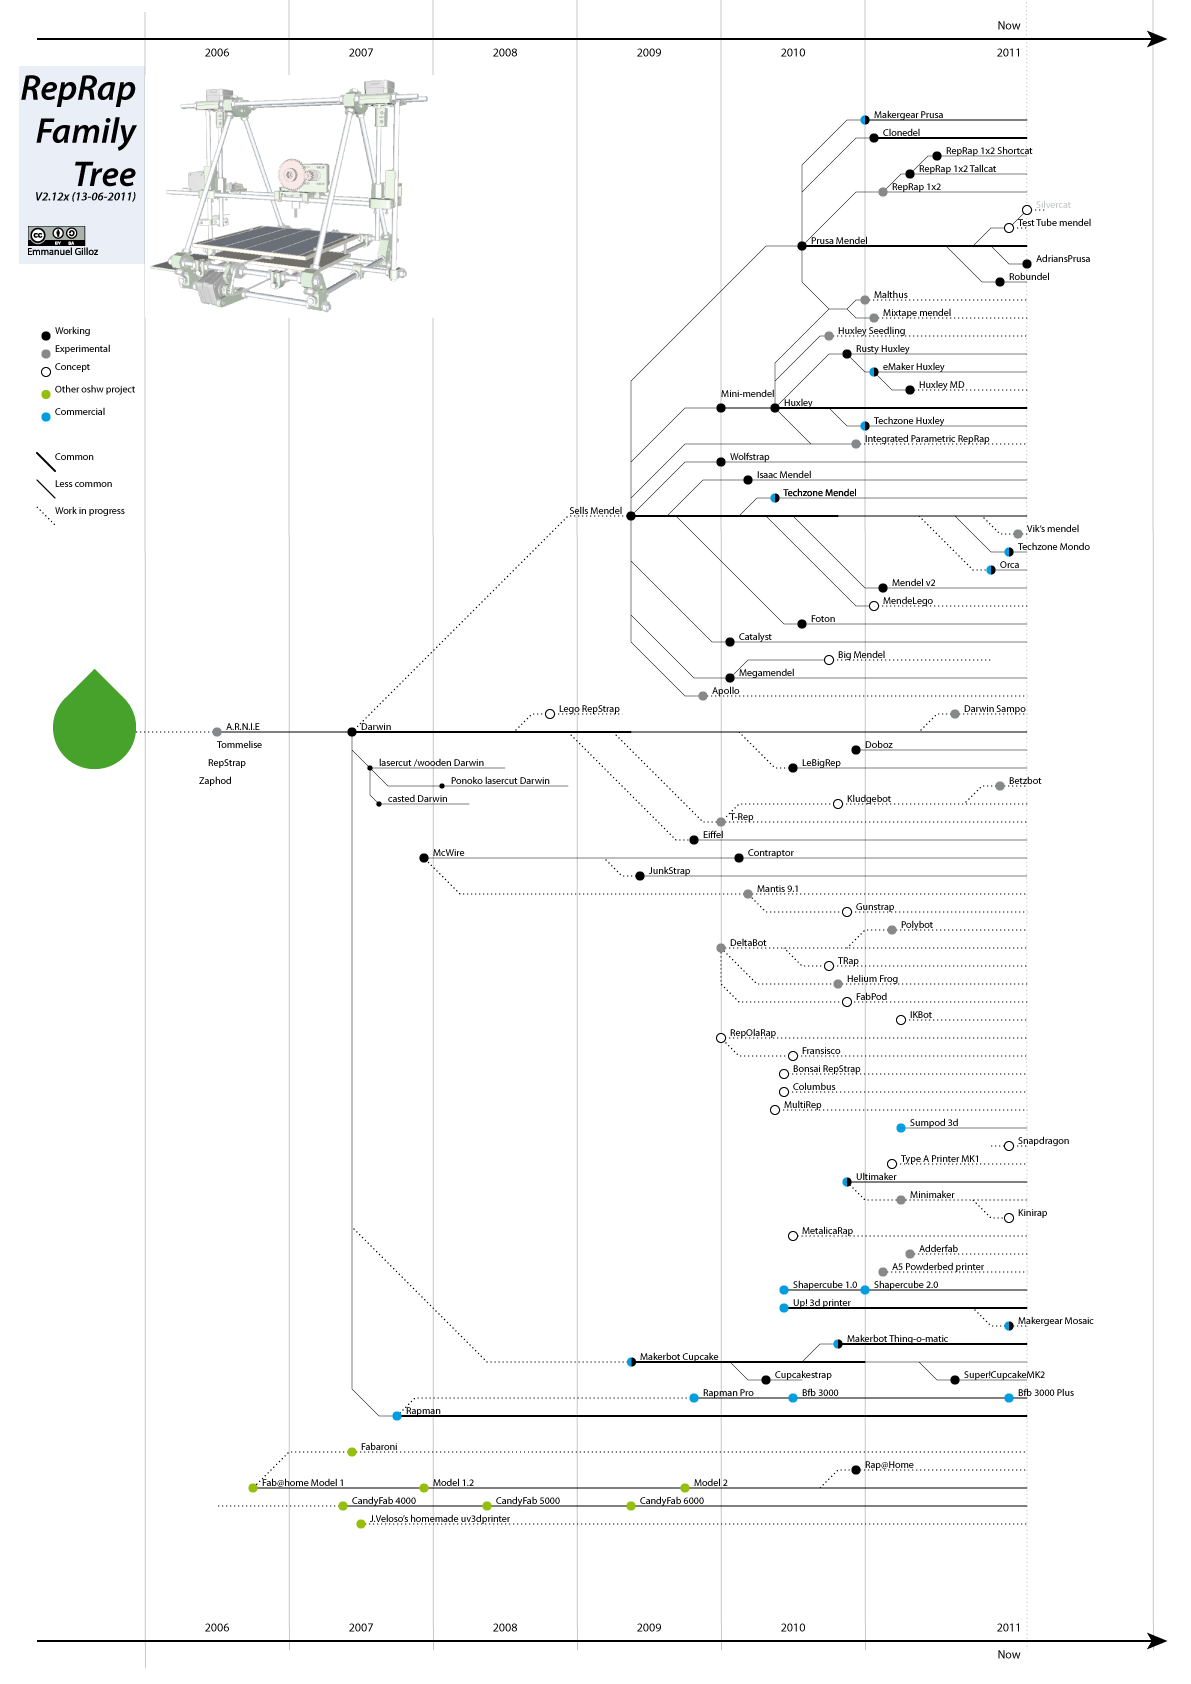 Now
2006 2007 2008 2009 2010 2011
RepRap
Family
Tree
V2.12x (13-06-2011)
cc BY SA
Emmanuel Gilloz
Working
Experimental
Concept
Other oshw project
Commercial
Common
Less common
Work in progress
Makergear Prusa
Clonedel
RepRap 1x2 Shortcat
RepRap 1x2 Tallcat
RepRap 1x2
Silvercat
Test Tube mendel
Prusa Mendel
AdriansPrusa
Robundel
Malthus
Mixtape mendel
Huxley Seedling
Rusty Huxley
eMaker Huxley
Huxley MD
Mini-mendel
Huxley
Techzone Huxley
Integrated Parametric RepRap
Wolfstrap
Isaac Mendel
Techzone Mendel
Sells Mendel
Vik's mendel
Techzone Mondo
Orca
Mendel v2
MendeLego
Foton
Catalyst
Big Mendel
Megamendel
Apollo
Lego RepStrap
Darwin Sampo
A.R.N.I.E
Darwin
Tommelise
Doboz
RepStrap
lasercut /wooden Darwin
LeBigRep
Zaphod
Ponoko lasercut Darwin
Betzbot
casted Darwin
Kludgebot
T-Rep
Eiffel
McWire
Contraptor
JunkStrap
Mantis 9.1
Gunstrap
Polybot
DeltaBot
TRap
Helium Frog
FabPod
IKBot
RepOlaRap
Fransisco
Bonsai RepStrap
Columbus
MultiRep
Sumpod 3d
Snapdragon
Type A Printer MK1
Ultimaker
Minimaker
Kinirap
MetalicaRap
Adderfab
A5 Powderbed printer
Shapercube 1.0 Shapercube 2.0
Up! 3d printer
Makergear Mosaic
Makerbot Thing-o-matic
Makerbot Cupcake
Cupcakestrap
Super!CupcakeMK2
Rapman Pro Bfb 3000 Bfb 3000 Plus
Rapman
Fabaroni
Rap@Home
Fab@home Model 1 Model 1.2 Model 2
CandyFab 4000 CandyFab 5000 CandyFab 6000
J.Veloso's homemade uv3dprinter
2006 2007 2008 2009 2010 2011
Now